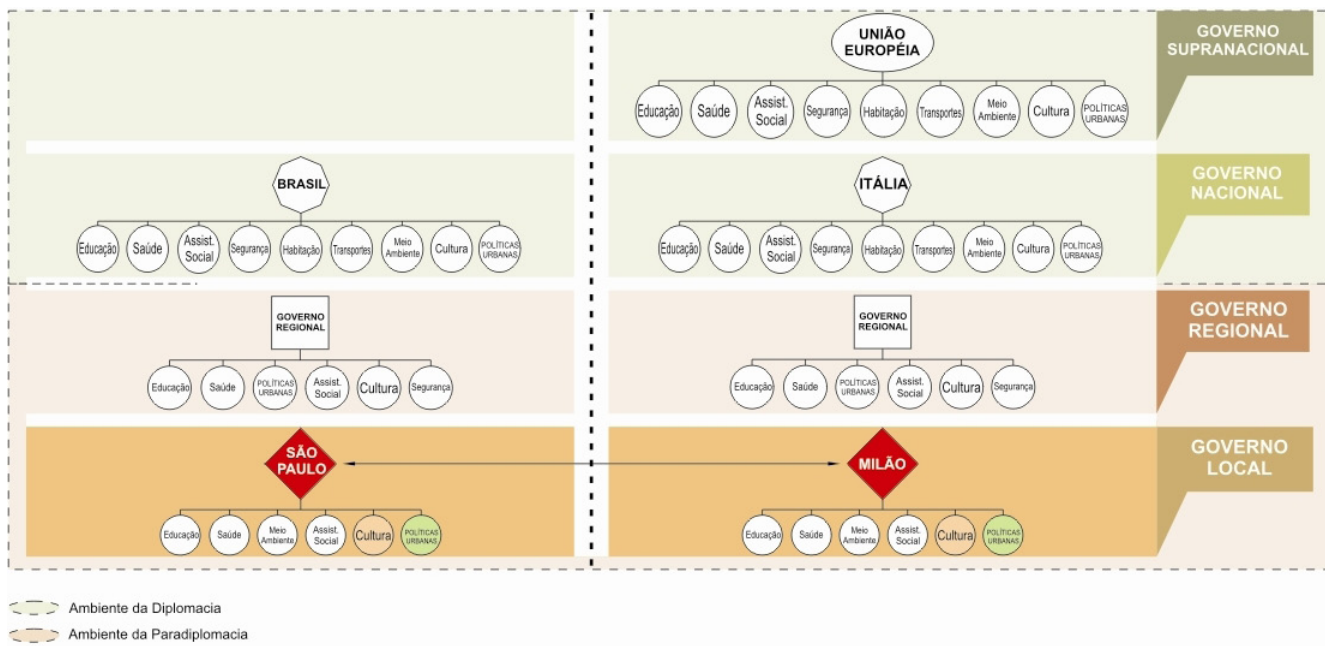 UNIÃO
EUROPÉIA
GOVERNO
SUPRANACIONAL
Educação
Saúde
Assist.
Social
Segurança
Habitação
Transportes
Meio
Ambiente
Cultura
POLÍTICAS
URBANAS
BRASIL
Educação
Saúde
Assist.
Social
Segurança
Habitação
Transportes
Meio
Ambiente
Cultura
POLÍTICAS
URBANAS
ITÁLIA
Educação
Saúde
Assist.
Social
Segurança
Habitação
Transportes
Meio
Ambiente
Cultura
POLÍTICAS
URBANAS
GOVERNO
NACIONAL
GOVERNO
REGIONAL
Educação
Saúde
POLÍTICAS
URBANAS
Assist.
Social
Cultura
Segurança
GOVERNO
REGIONAL
Educação
Saúde
POLÍTICAS
URBANAS
Assist.
Social
Cultura
Segurança
GOVERNO
REGIONAL
SÃO
PAULO
Educação
Saúde
Meio
Ambiente
Assist.
Social
Cultura
POLÍTICAS
URBANAS
MILÃO
Educação
Saúde
Meio
Ambiente
Assist.
Social
Cultura
POLÍTICAS
URBANAS
GOVERNO
LOCAL
Ambiente da Diplomacia
Ambiente da Paradiplomacia